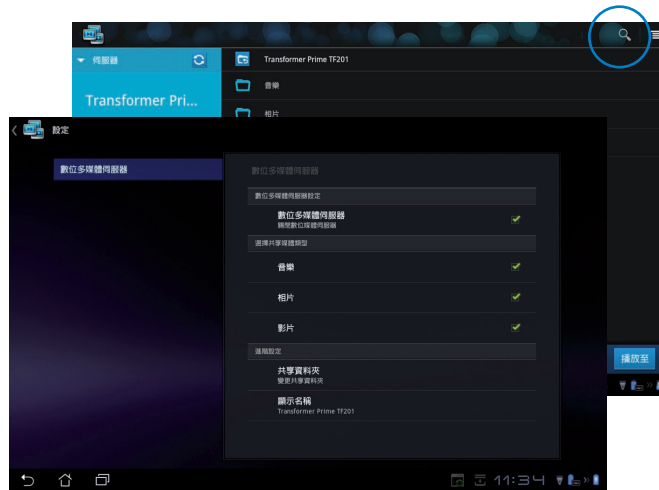 伺服器
Transformer Prime TF201
音樂
Transformer Pri...
相片
設定
數位多媒體伺服器
數位多媒體伺服器
數位多媒體伺服器設定
數位多媒體伺服器
開閉數位媒體伺服器
選擇共享媒體類型
音樂
相片
影片
進階設定
共享資料夾
變更共享資料夾
顯示名稱
Transformer Prime TF201
播放至
11:34